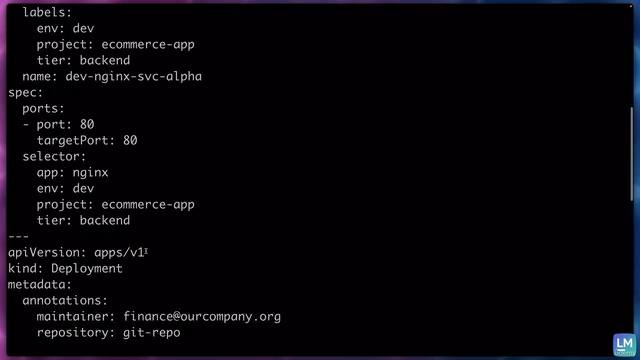 labels:
env: dev
project: ecommerce-app
tier: backend
name: dev-nginx-svc-alpha
spec:
ports:
- port: 80
targetPort: 80
selector:
app: nginx
env: dev
project: ecommerce-app
tier: backend
---
apiVersion: apps/v1
kind: Deployment
metadata:
annotations:
maintainer: finance@ourcompany.org
repository: git-repo
LM